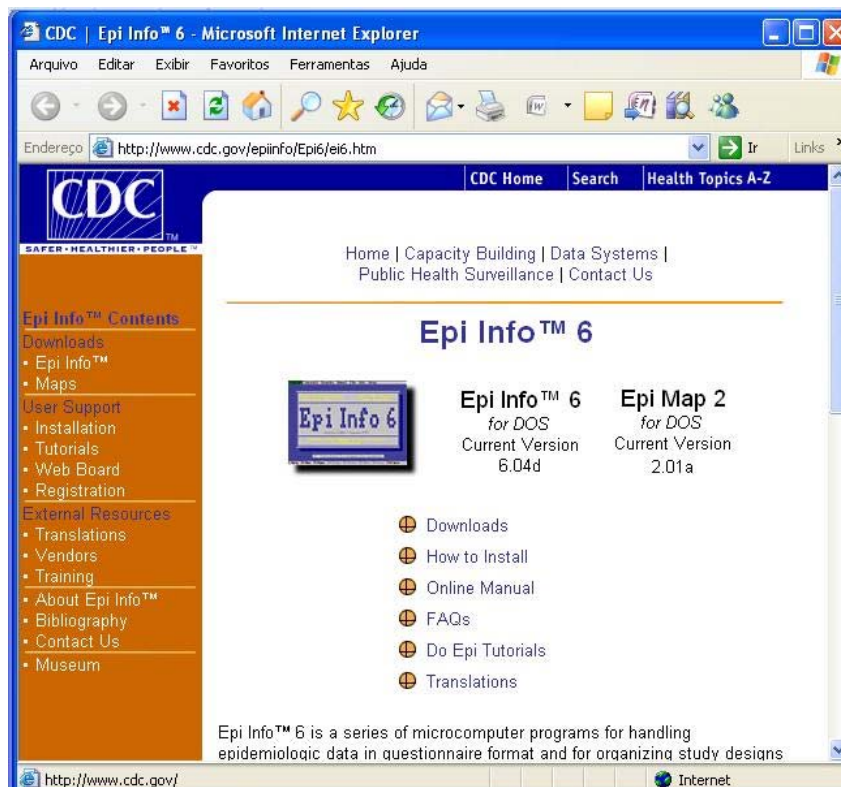 CDC | Epi Info™ 6 - Microsoft Internet Explorer
Arquivo Editar Exibir Favoritos Ferramentas Ajuda
Endereço http://www.cdc.gov/epiinfo/Epi6/ei6.htm Ir Links
CDC Home Search Health Topics A-Z
CDC
TM
SAFER•HEALTHIER•PEOPLE™
Home | Capacity Building | Data Systems |
Public Health Surveillance | Contact Us
Epi Info™ Contents
Downloads
• Epi Info™
• Maps
User Support
• Installation
• Tutorials
• Web Board
• Registration
External Resources
• Translations
• Vendors
• Training
• About Epi Info™
• Bibliography
• Contact Us
• Museum
Epi Info™ 6
Epi Info 6
Epi Info™ 6
for DOS
Current Version
6.04d
Epi Map 2
for DOS
Current Version
2.01a
Downloads
How to Install
Online Manual
FAQs
Do Epi Tutorials
Translations
Epi Info™ 6 is a series of microcomputer programs for handling
epidemiologic data in questionnaire format and for organizing study designs
http://www.cdc.gov/ Internet